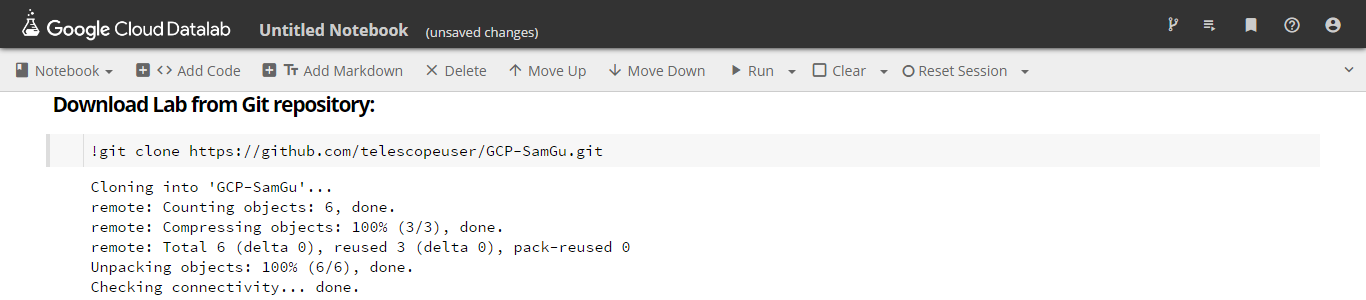 Google Cloud Datalab Untitled Notebook (unsaved changes)
Notebook Add Code Add Markdown Delete Move Up Move Down Run Clear Reset Session
Download Lab from Git repository:
!git clone https://github.com/telescopeuser/GCP-SamGu.git
Cloning into 'GCP-SamGu'...
remote: Counting objects: 6, done.
remote: Compressing objects: 100% (3/3), done.
remote: Total 6 (delta 0), reused 3 (delta 0), pack-reused 0
Unpacking objects: 100% (6/6), done.
Checking connectivity... done.